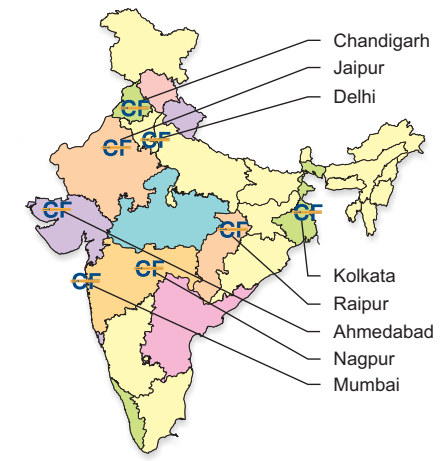 Chandigarh
Jaipur
Delhi
CF
CF
CF
CF
CF
CF
CF
CF
Kolkata
Raipur
Ahmedabad
Nagpur
Mumbai